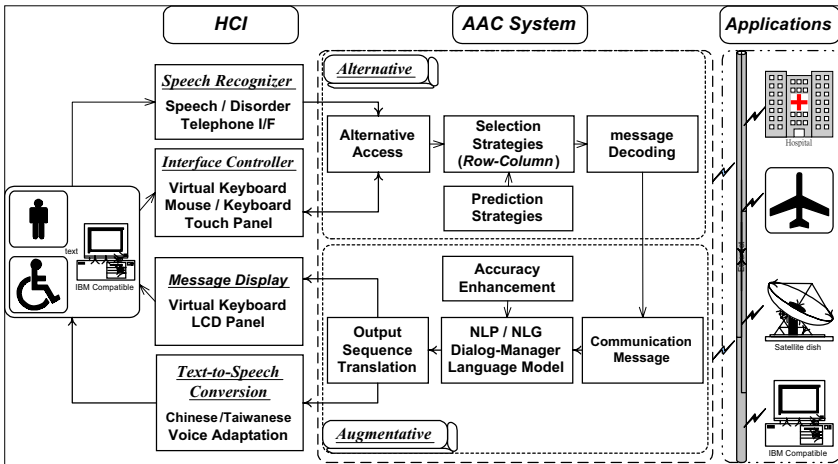 HCI
AAC System
Applications
Speech Recognizer
Speech / Disorder
Telephone I/F
Interface Controller
Virtual Keyboard
Mouse / Keyboard
Touch Panel
Message Display
Virtual Keyboard
LCD Panel
Text-to-Speech
Conversion
Chinese/Taiwanese
Voice Adaptation
text
IBM Compatible
Alternative
Alternative
Access
Selection
Strategies
(Row-Column)
message
Decoding
Prediction
Strategies
Accuracy
Enhancement
Output
Sequence
Translation
NLP / NLG
Dialog-Manager
Language Model
Communication
Message
Augmentative
Hospital
Satellite dish
IBM Compatible